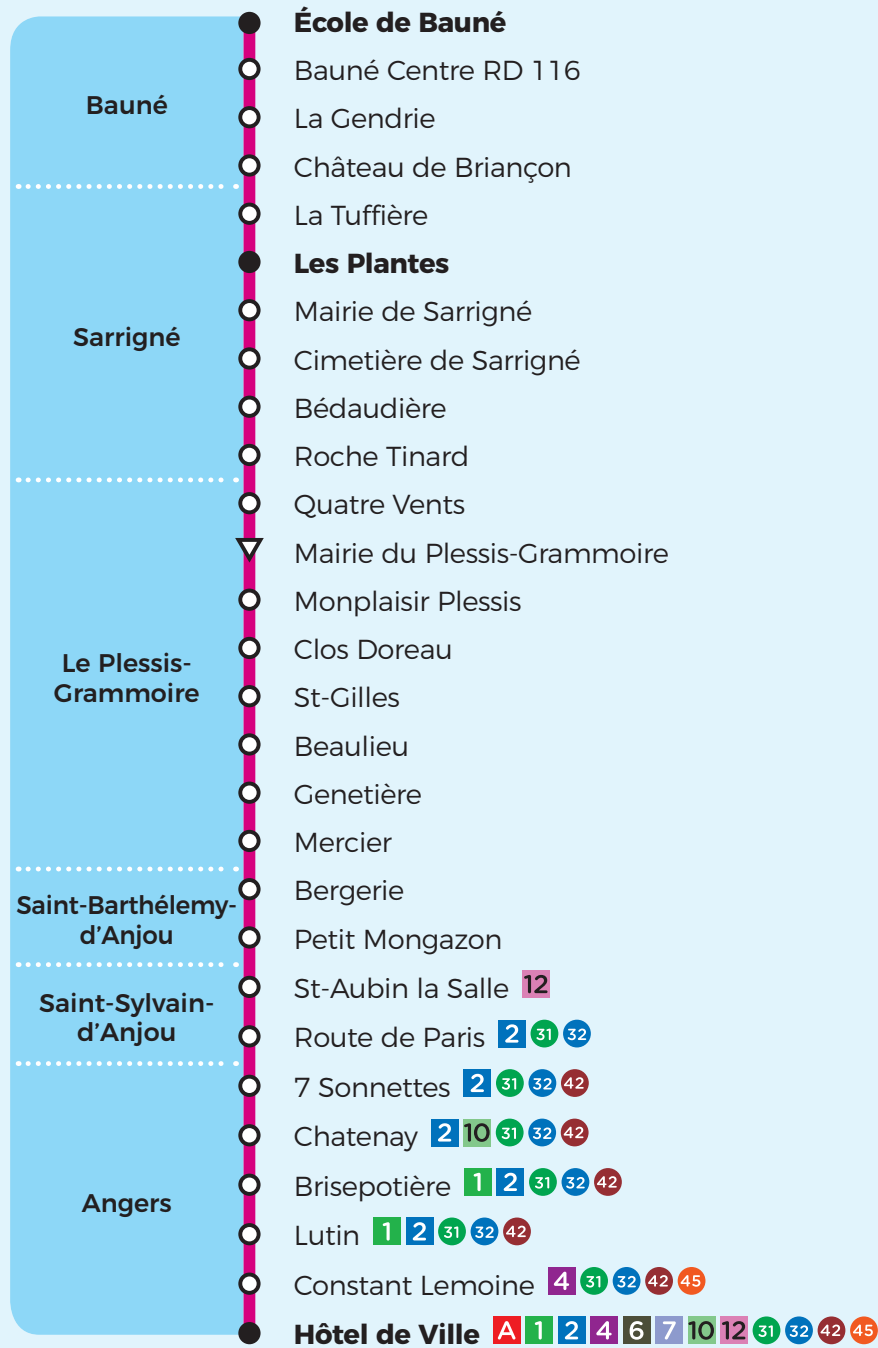 École de Bauné
Bauné Centre RD 116
Bauné
La Gendrie
Château de Briançon
La Tuffière
Les Plantes
Mairie de Sarrigné
Sarrigné
Cimetière de Sarrigné
Bédaudière
Roche Tinard
Quatre Vents
Mairie du Plessis-Grammoire
Monplaisir Plessis
Clos Doreau
Le Plessis-
Grammoire
St-Gilles
Beaulieu
Genetière
Mercier
Bergerie
Saint-Barthélemy-
d'Anjou
Petit Mongazon
St-Aubin la Salle 12
Saint-Sylvain-
d'Anjou
Route de Paris 2 31 32
7 Sonnettes 2 31 32 42
Chatenay 2 10 31 32 42
Brisepotière 1 2 31 32 42
Angers
Lutin 1 2 31 32 42
Constant Lemoine 4 31 32 42 45
Hôtel de Ville A 1 2 4 6 7 10 12 31 32 42 45